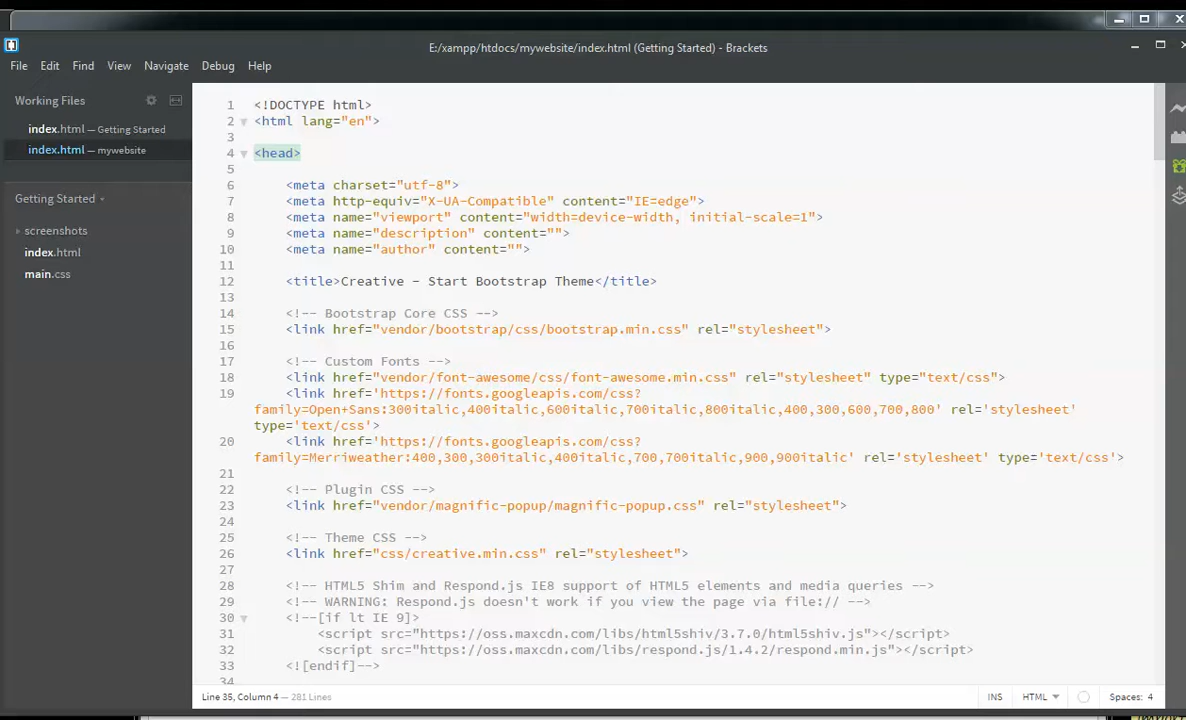 E:/xampp/htdocs/mywebsite/index.html (Getting Started) - Brackets
File Edit Find View Navigate Debug Help
Working Files
index.html — Getting Started
index.html — mywebsite
Getting Started
screenshots
index.html
main.css
1 <!DOCTYPE html>
2 <html lang="en">
3
4 <head>
5
6 <meta charset="utf-8">
7 <meta http-equiv="X-UA-Compatible" content="IE=edge">
8 <meta name="viewport" content="width=device-width, initial-scale=1">
9 <meta name="description" content="">
10 <meta name="author" content="">
11
12 <title>Creative - Start Bootstrap Theme</title>
13
14 <!-- Bootstrap Core CSS -->
15 <link href="vendor/bootstrap/css/bootstrap.min.css" rel="stylesheet">
16
17 <!-- Custom Fonts -->
18 <link href="vendor/font-awesome/css/font-awesome.min.css" rel="stylesheet" type="text/css">
19 <link href='https://fonts.googleapis.com/css?
family=Open+Sans:300italic,400italic,600italic,700italic,800italic,400,300,600,700,800' rel='stylesheet'
type='text/css'>
20 <link href='https://fonts.googleapis.com/css?
family=Merriweather:400,300,300italic,400italic,700,700italic,900,900italic' rel='stylesheet' type='text/css'>
21
22 <!-- Plugin CSS -->
23 <link href="vendor/magnific-popup/magnific-popup.css" rel="stylesheet">
24
25 <!-- Theme CSS -->
26 <link href="css/creative.min.css" rel="stylesheet">
27
28 <!-- HTML5 Shim and Respond.js IE8 support of HTML5 elements and media queries -->
29 <!-- WARNING: Respond.js doesn't work if you view the page via file:// -->
30 <!--[if lt IE 9]>
31 <script src="https://oss.maxcdn.com/libs/html5shiv/3.7.0/html5shiv.js"></script>
32 <script src="https://oss.maxcdn.com/libs/respond.js/1.4.2/respond.min.js"></script>
33 <![endif]-->
34
Line 35, Column 4 — 281 Lines
INS HTML Spaces: 4